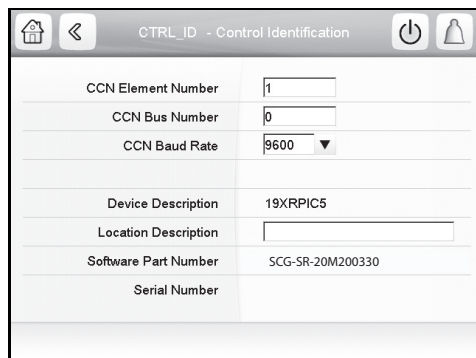 CTRL_ID - Control Identification
CCN Element Number 1
CCN Bus Number 0
CCN Baud Rate 9600
Device Description 19XRPIC5
Location Description
Software Part Number SCG-SR-20M200330
Serial Number